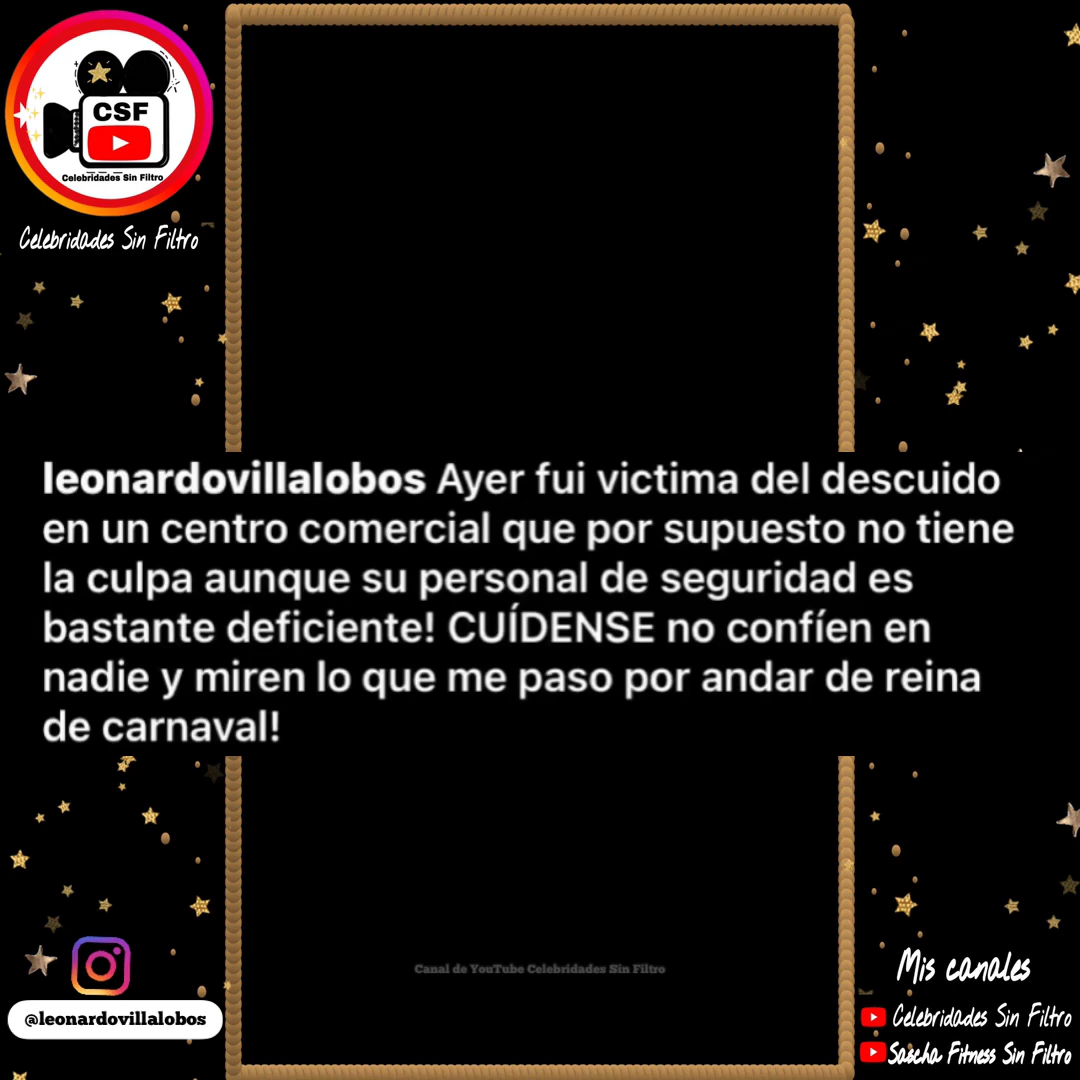 CSF
Celebridades Sin Filtro
Celebridades Sin Filtro
leonardovillalobos Ayer fui victima del descuido
en un centro comercial que por supuesto no tiene
la culpa aunque su personal de seguridad es
bastante deficiente! CUÍDENSE no confíen en
nadie y miren lo que me paso por andar de reina
de carnaval!
Canal de YouTube Celebridades Sin Filtro
@leonardovillalobos
Mis canales
Celebridades Sin Filtro
Sascha Fitness Sin Filtro